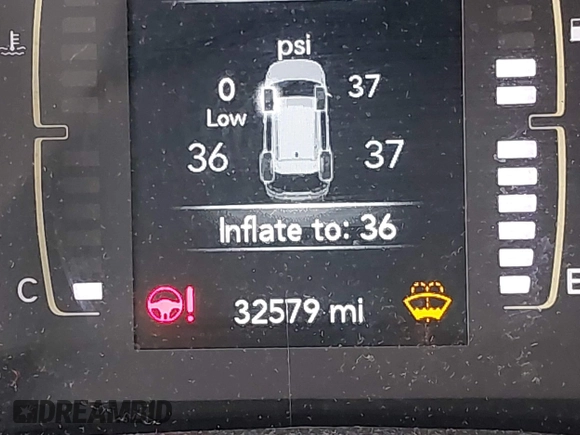 psi
0 37
Low
36 37
Inflate to: 36
C E
32579 mi
DREAMBID